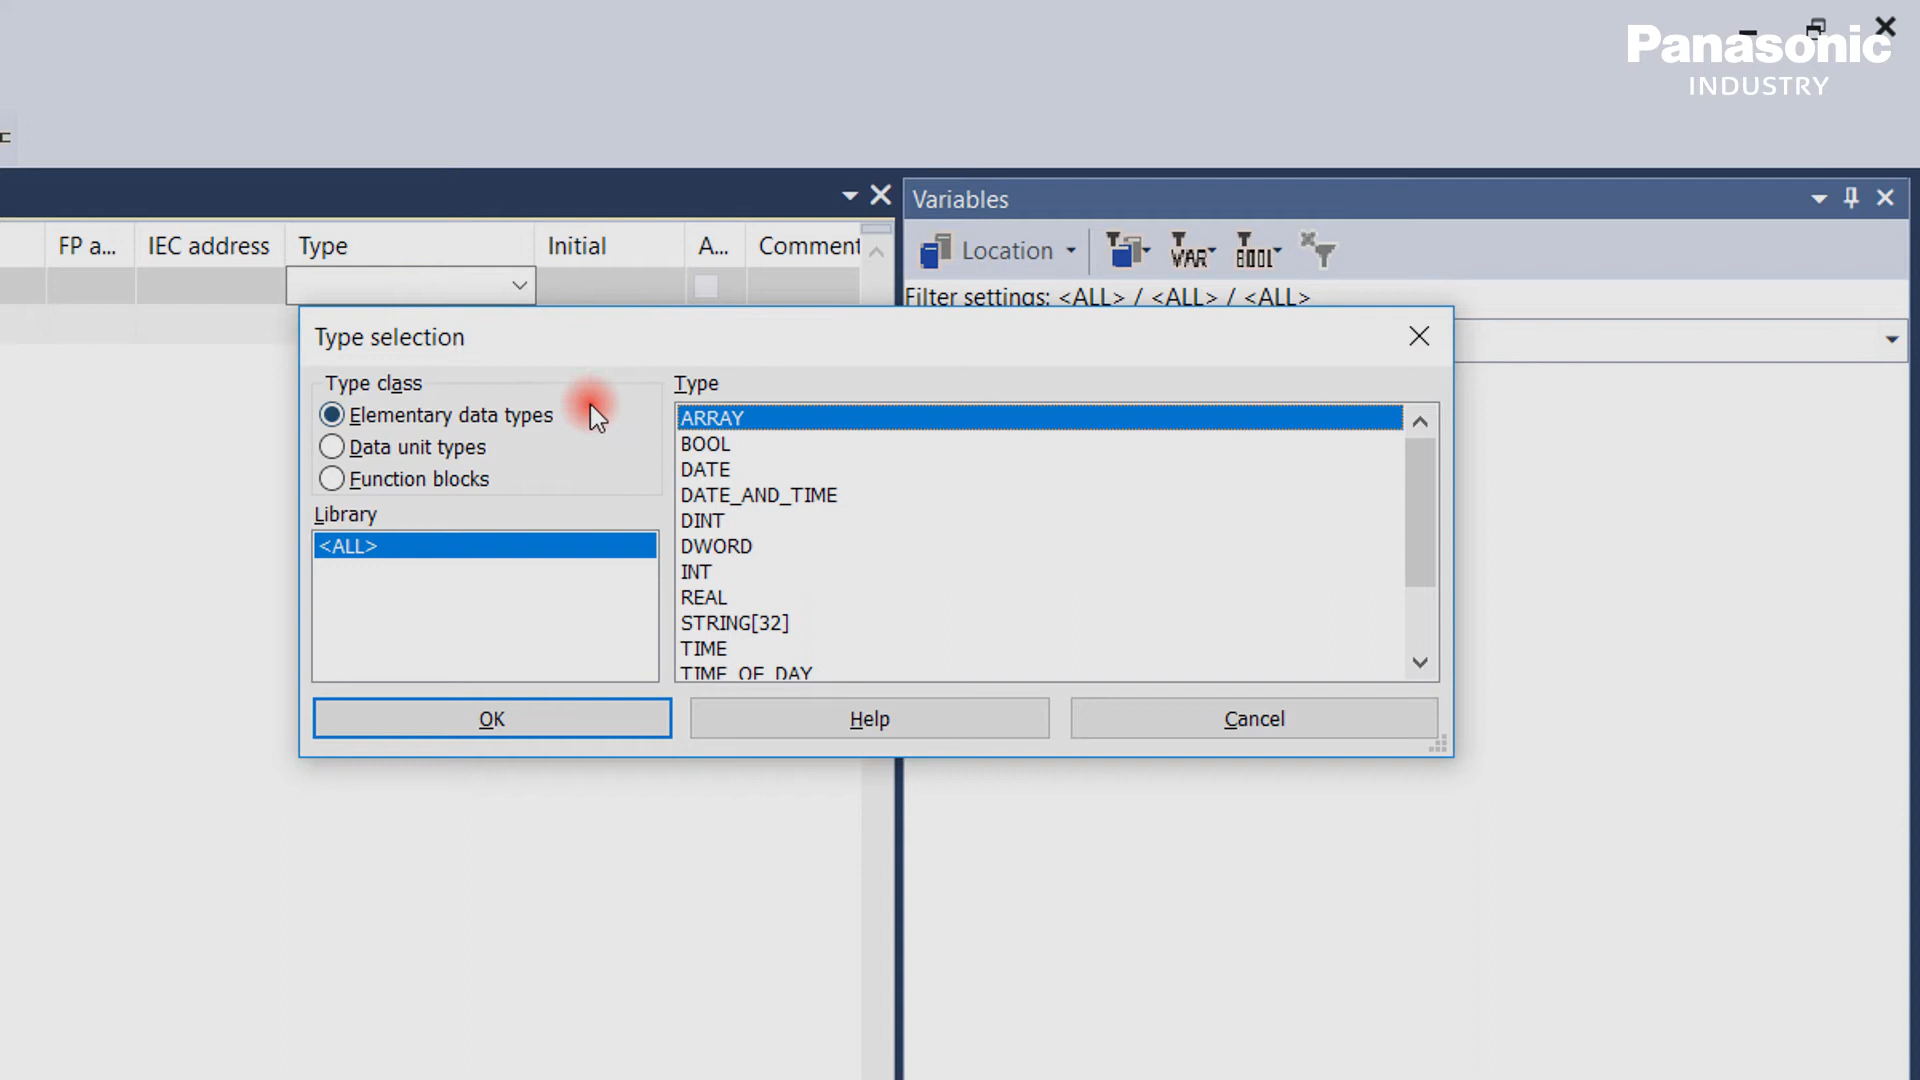 Panasonic
INDUSTRY
Variables
FP a... IEC address Type Initial A... Comment
Location
VAR BOOL
Filter settings: <ALL> / <ALL> / <ALL>
Type selection
Type class
Elementary data types
Data unit types
Function blocks
Library
<ALL>
Type
ARRAY
BOOL
DATE
DATE_AND_TIME
DINT
DWORD
INT
REAL
STRING[32]
TIME
TIME_OF_DAY
OK Help Cancel